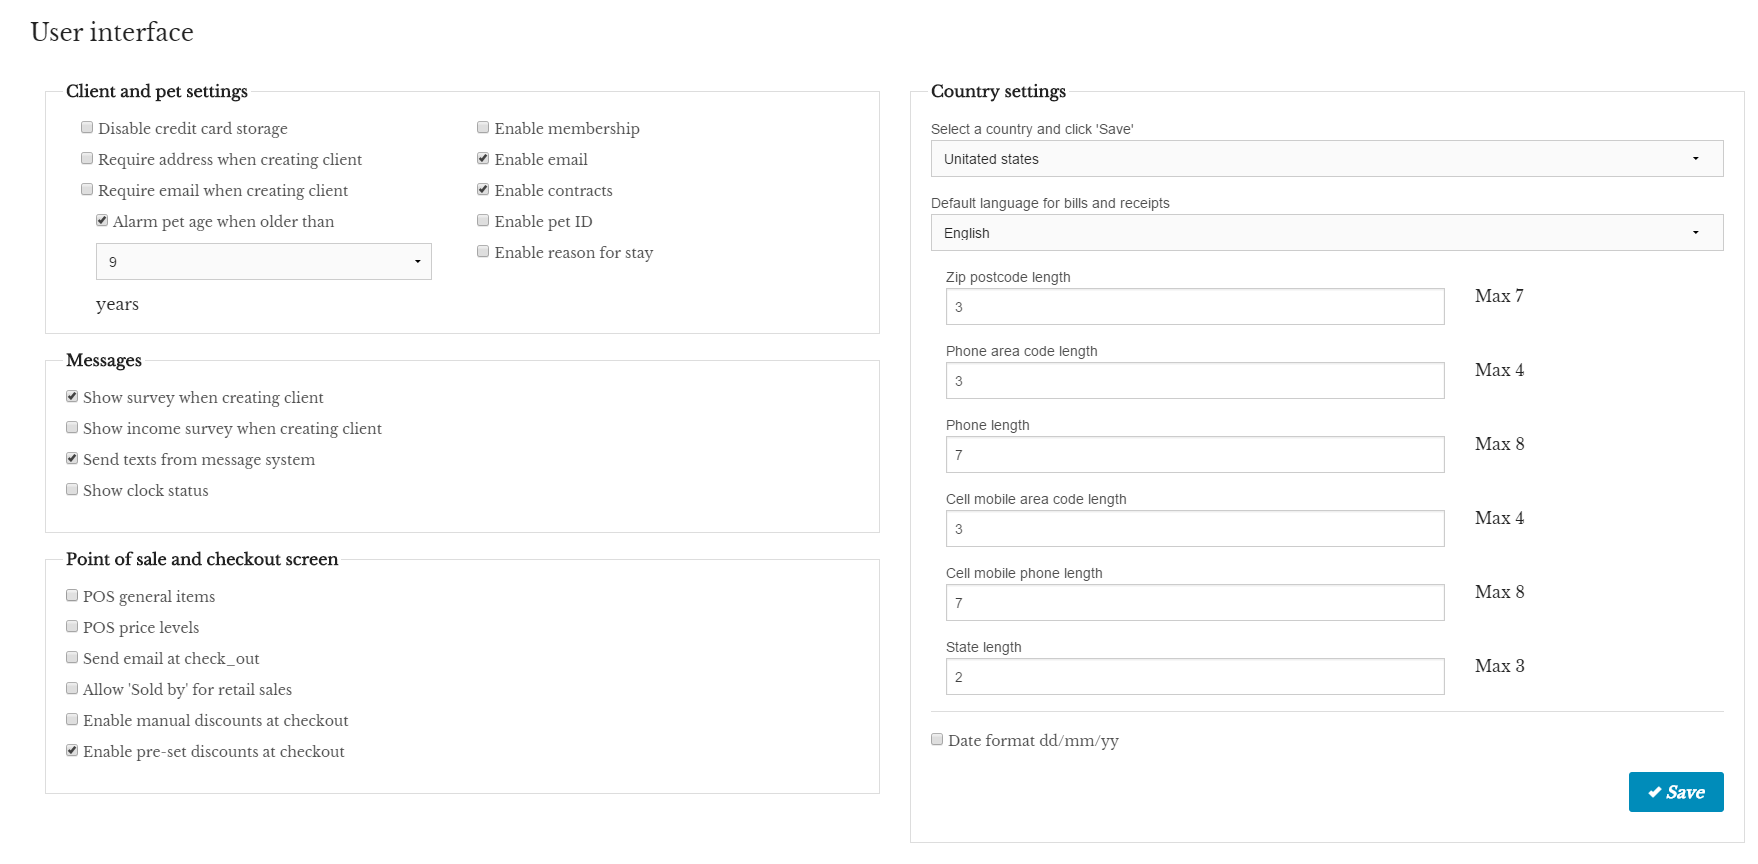 User interface
Client and pet settings
Disable credit card storage
Require address when creating client
Require email when creating client
Alarm pet age when older than
9
years
Enable membership
Enable email
Enable contracts
Enable pet ID
Enable reason for stay
Messages
Show survey when creating client
Show income survey when creating client
Send texts from message system
Show clock status
Point of sale and checkout screen
POS general items
POS price levels
Send email at check_out
Allow 'Sold by' for retail sales
Enable manual discounts at checkout
Enable pre-set discounts at checkout
Country settings
Select a country and click 'Save'
Unitated states
Default language for bills and receipts
English
Zip postcode length
3
Max 7
Phone area code length
3
Max 4
Phone length
7
Max 8
Cell mobile area code length
3
Max 4
Cell mobile phone length
7
Max 8
State length
2
Max 3
Date format dd/mm/yy
Save